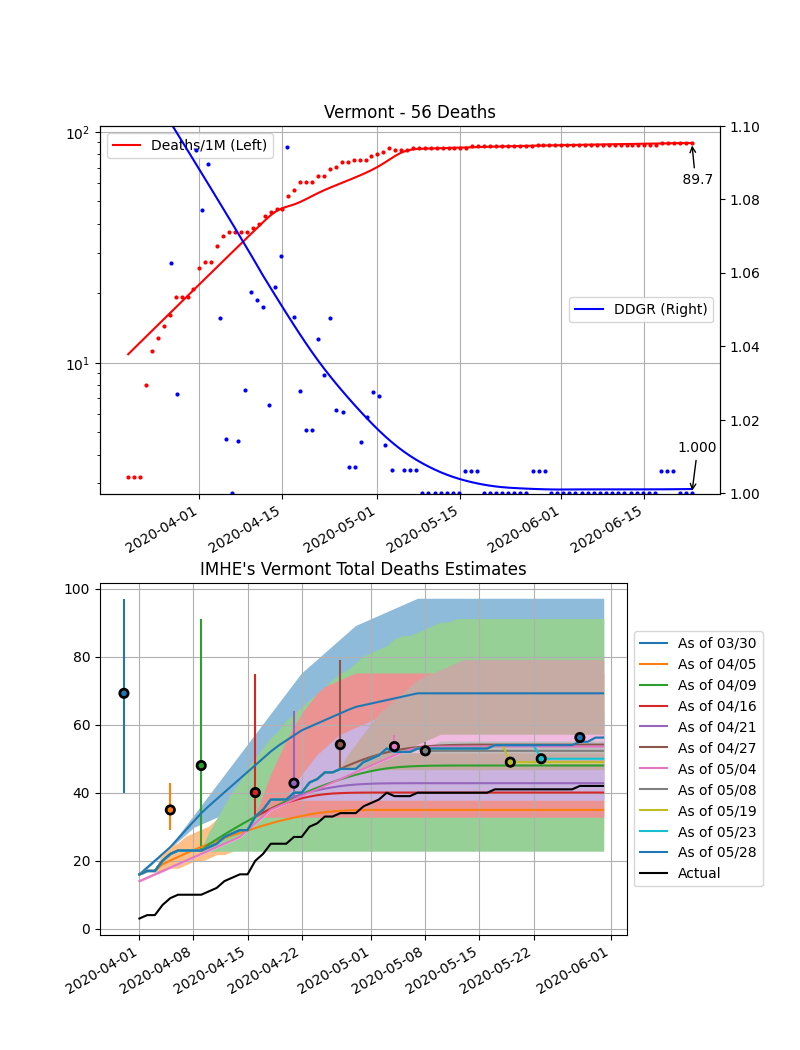 Vermont - 56 Deaths
10²
10¹
Deaths/1M (Left)
1.10
1.08
1.06
1.04
1.02
1.00
89.7
DDGR (Right)
1.000
2020-04-01
2020-04-15
2020-05-01
2020-05-15
2020-06-01
2020-06-15
IMHE's Vermont Total Deaths Estimates
100
80
60
40
20
0
2020-04-01
2020-04-08
2020-04-15
2020-04-22
2020-05-01
2020-05-08
2020-05-15
2020-05-22
2020-06-01
As of 03/30
As of 04/05
As of 04/09
As of 04/16
As of 04/21
As of 04/27
As of 05/04
As of 05/08
As of 05/19
As of 05/23
As of 05/28
Actual